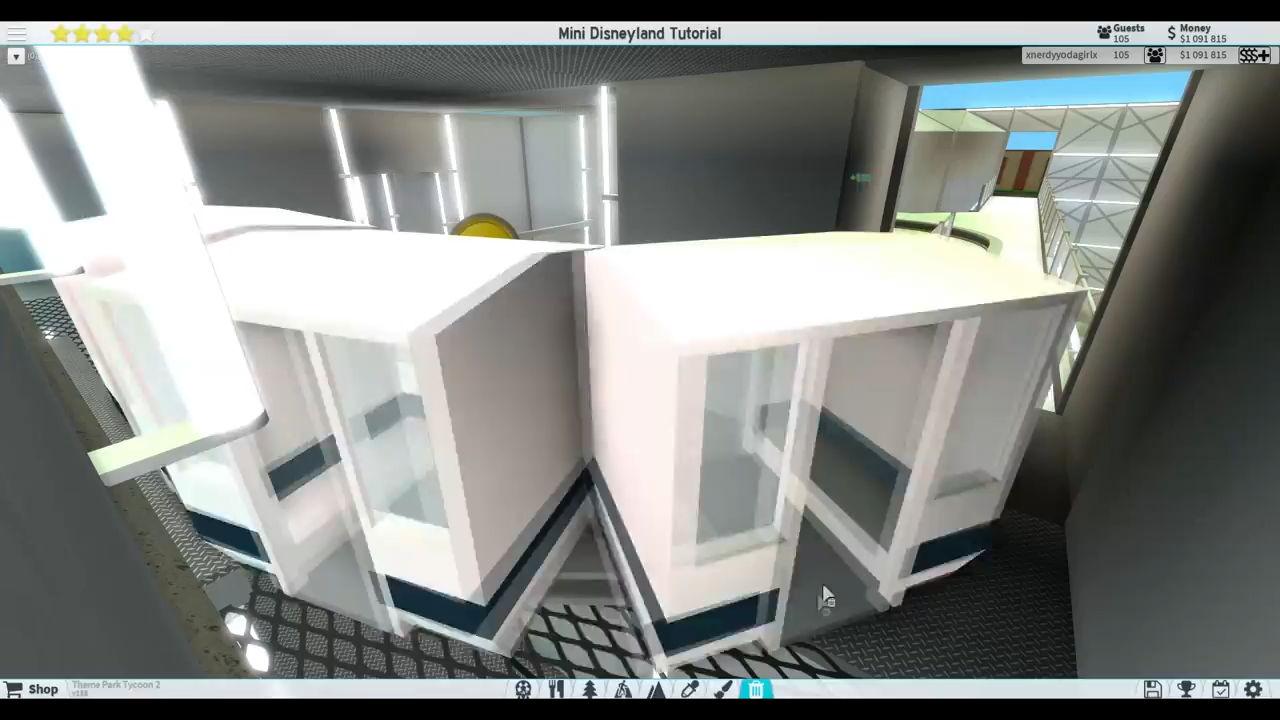 Mini Disneyland Tutorial
Guests
105
Money
$1 091 815
xnerdyyodagirlx 105 $1 091 815
Shop
Theme Park Tycoon 2